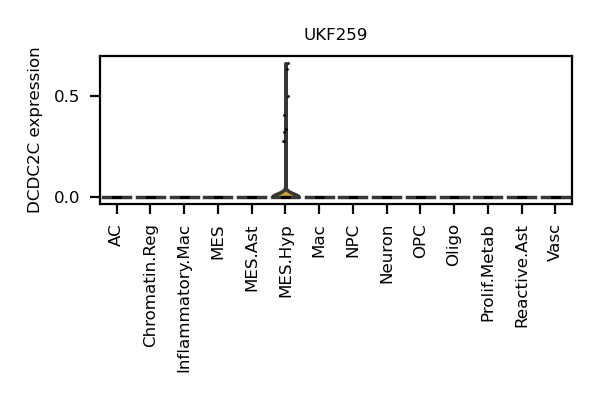 UKF259
DCDC2C expression
0.5
0.0
AC
Chromatin.Reg
Inflammatory.Mac
MES
MES.Ast
MES.Hyp
Mac
NPC
Neuron
OPC
Oligo
Prolif.Metab
Reactive.Ast
Vasc